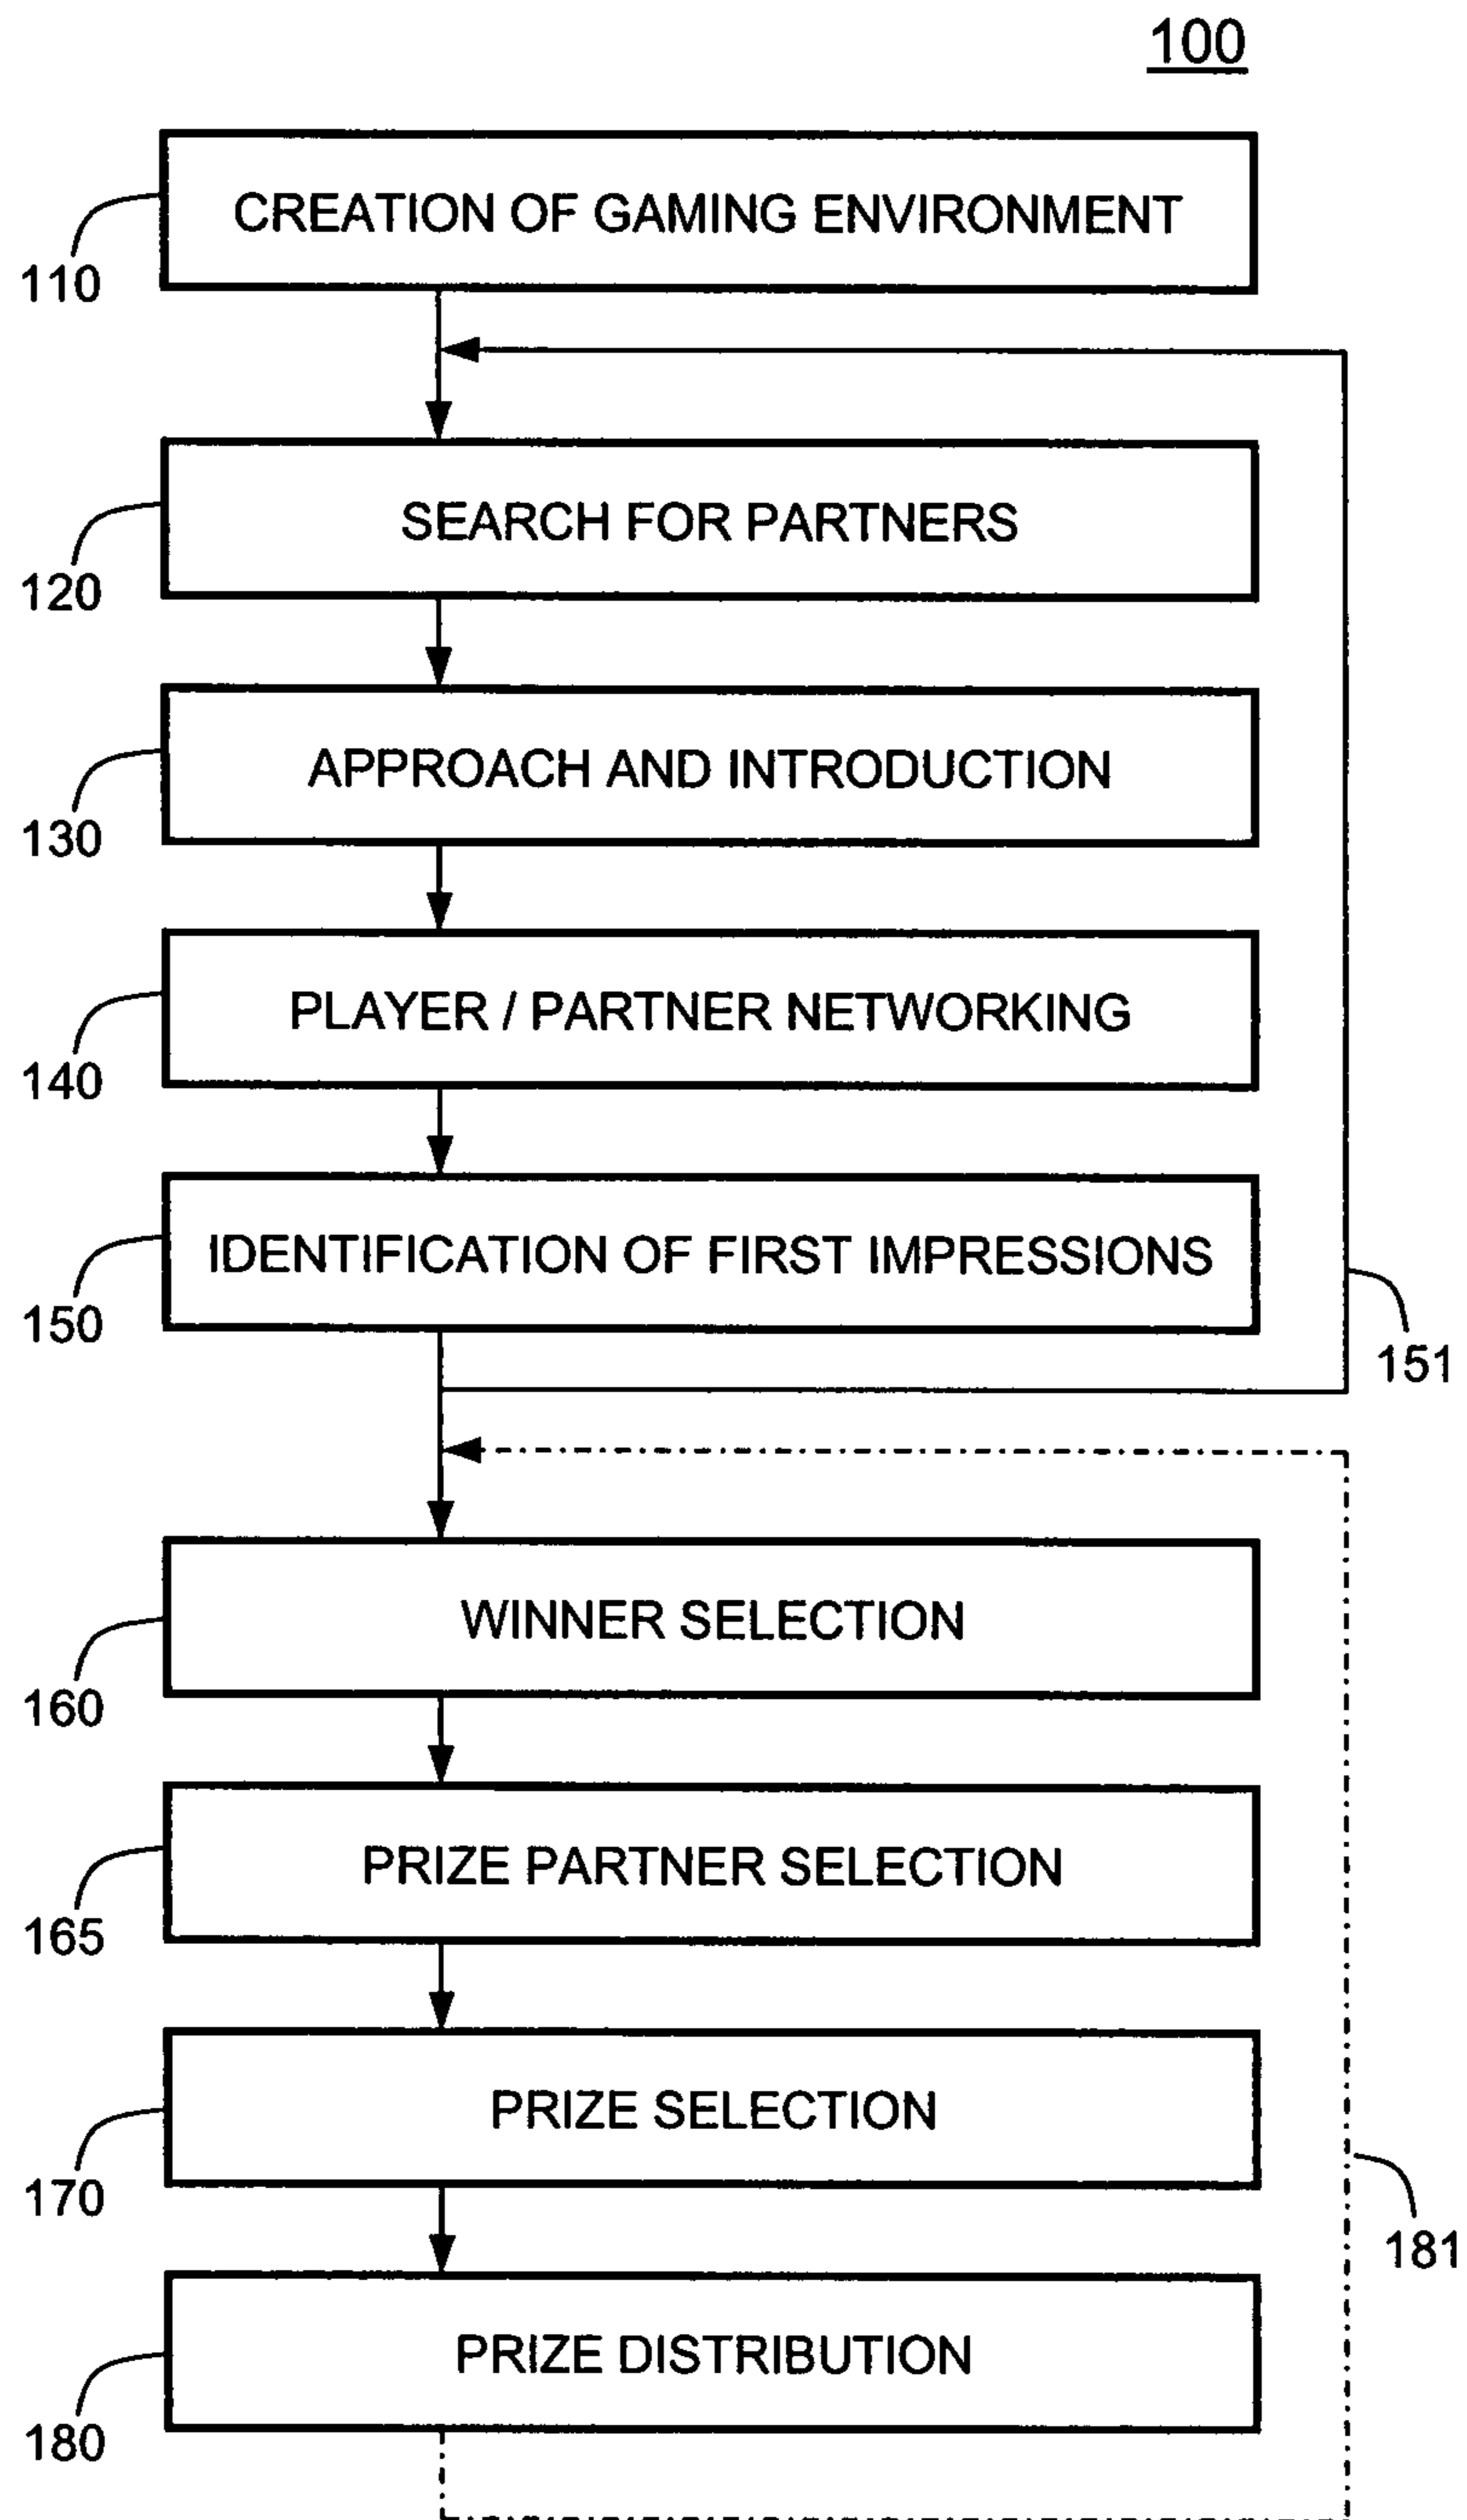 100
CREATION OF GAMING ENVIRONMENT
110
SEARCH FOR PARTNERS
120
APPROACH AND INTRODUCTION
130
PLAYER / PARTNER NETWORKING
140
IDENTIFICATION OF FIRST IMPRESSIONS
150
151
WINNER SELECTION
160
PRIZE PARTNER SELECTION
165
PRIZE SELECTION
170
181
PRIZE DISTRIBUTION
180